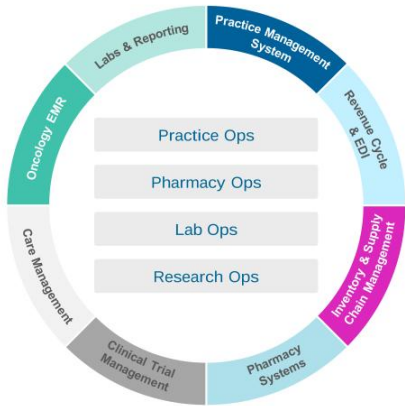 Labs & Reporting
Practice Management
System
Revenue Cycle
& EDI
Inventory & Supply
Chain Management
Pharmacy
Systems
Clinical Trial
Management
Care Management
Oncology EMR
Practice Ops
Pharmacy Ops
Lab Ops
Research Ops